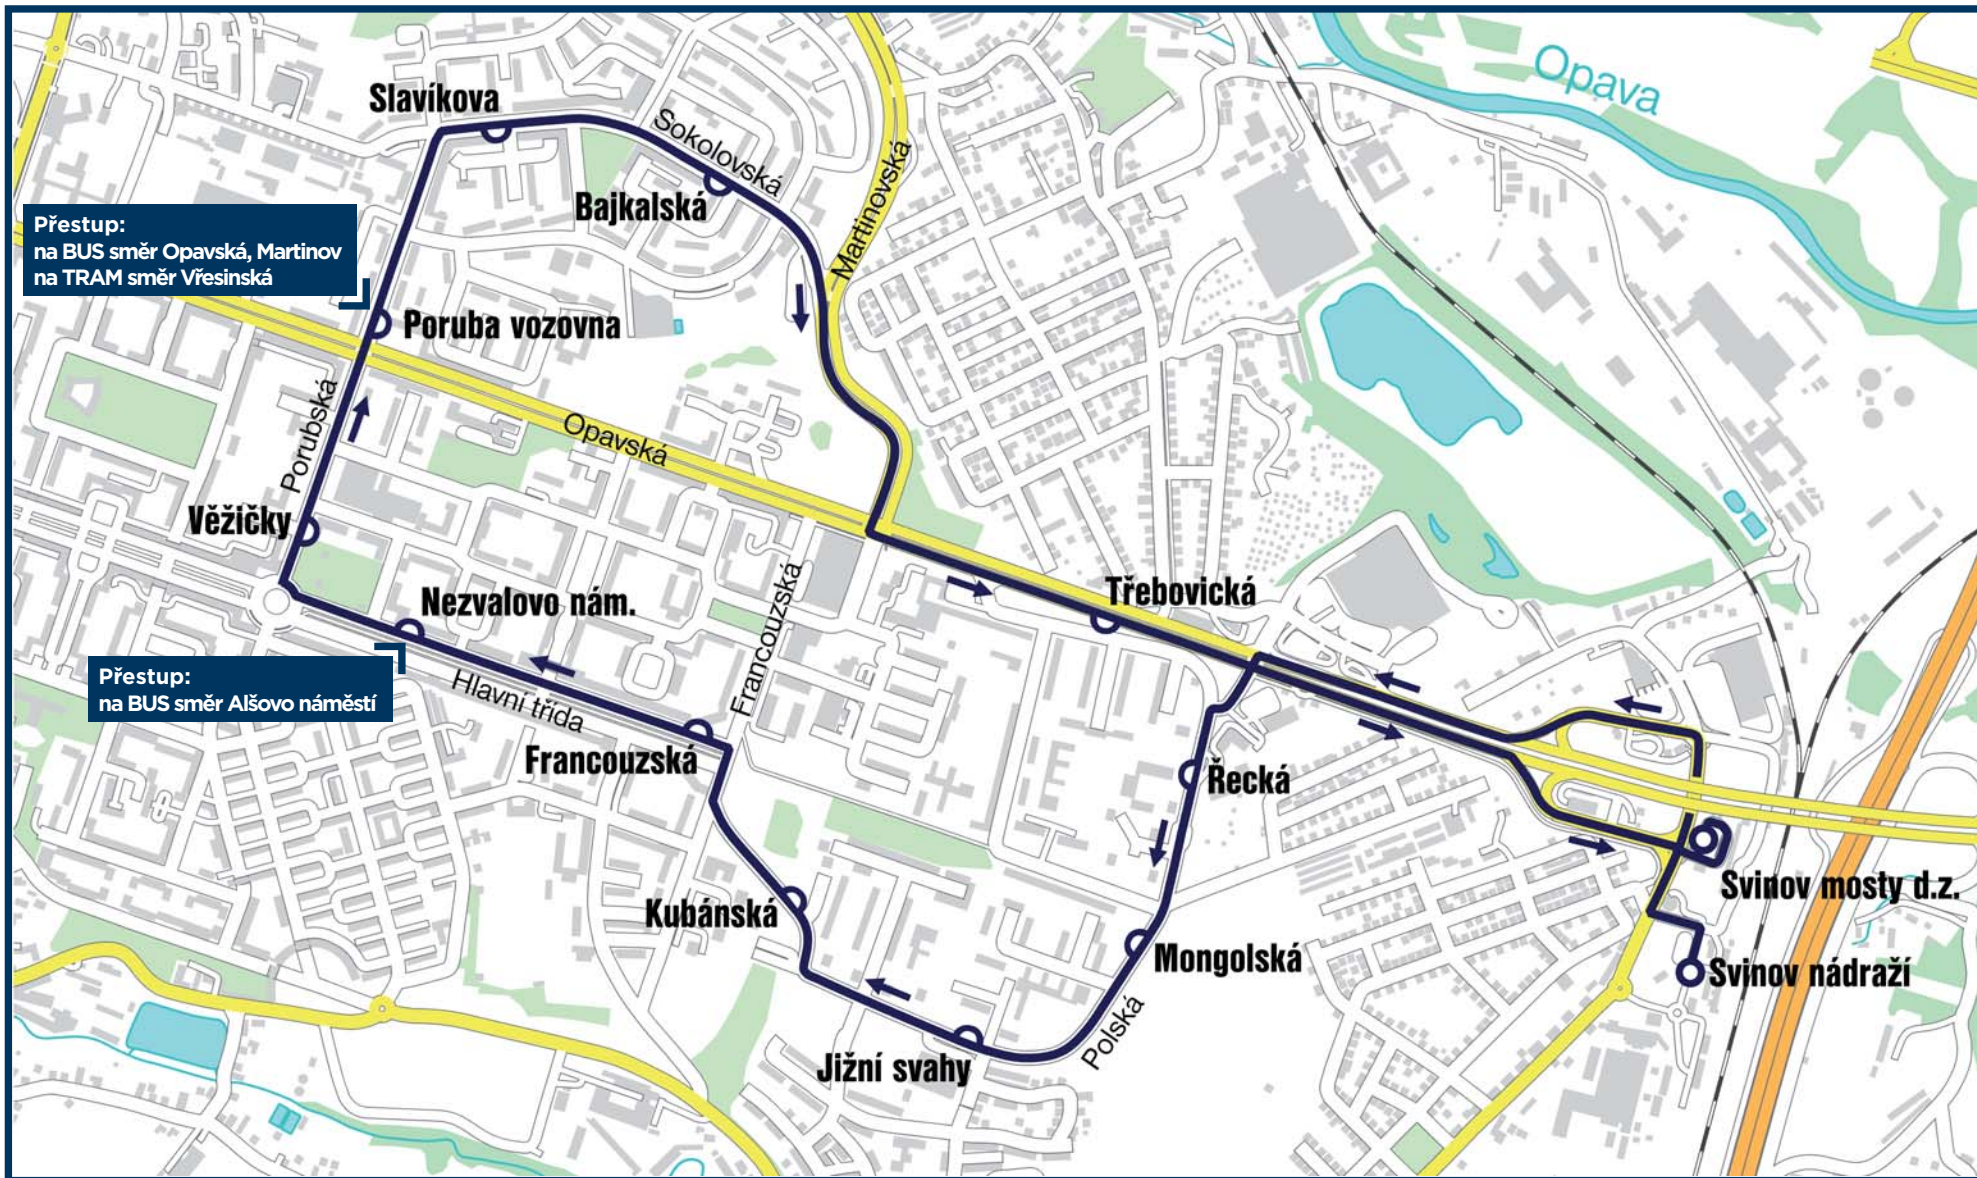 Opava
Slavíkova
Sokolovská
Bajkalská
Martinovská
Přestup:
na BUS směr Opavská, Martinov
na TRAM směr Vřesinská
Poruba vozovna
Porubská
Opavská
Věžičky
Nezvalovo nám.
Francouzská
Třebovická
Přestup:
na BUS směr Alšovo náměstí
Hlavní třída
Francouzská
Řecká
Kubánská
Svinov mosty d.z.
Mongolská
Svinov nádraží
Polská
Jižní svahy